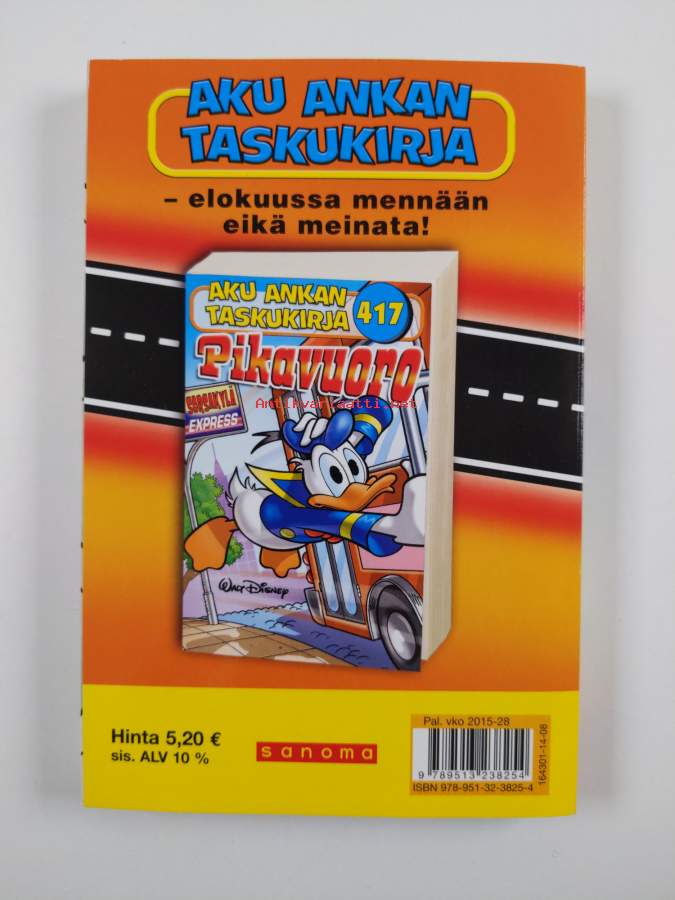 AKU ANKAN
TASKUKIRJA
– elokuussa mennään
eikä meinata!
AKU ANKAN
TASKUKIRJA
417
Pikavuoro
Antikvariaatti.net
SORSAKYLÄ
EXPRESS
Walt Disney
Hinta 5,20 €
sis. ALV 10 %
sanoma
Pal. vko 2015-28
9 789513 238254
ISBN 978-951-32-3825-4
164301-14-08